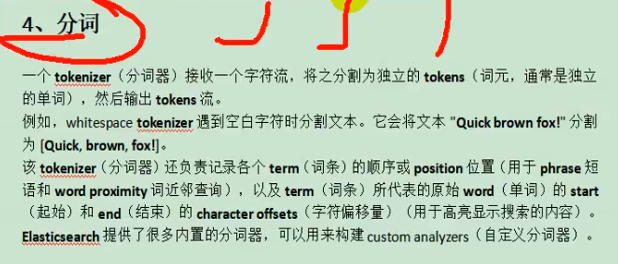 4、分词
一个 tokenizer（分词器）接收一个字符流，将之分割为独立的 tokens（词元，通常是独立
的单词），然后输出 tokens 流。
例如，whitespace tokenizer 遇到空白字符时分割文本。它会将文本 "Quick brown fox!" 分割
为 [Quick, brown, fox!]。
该 tokenizer（分词器）还负责记录各个 term（词条）的顺序或 position 位置（用于 phrase 短
语和 word proximity 词近邻查询），以及 term（词条）所代表的原始 word（单词）的 start
（起始）和 end（结束）的 character offsets（字符偏移量）（用于高亮显示搜索的内容）。
Elasticsearch 提供了很多内置的分词器，可以用来构建 custom analyzers（自定义分词器）。